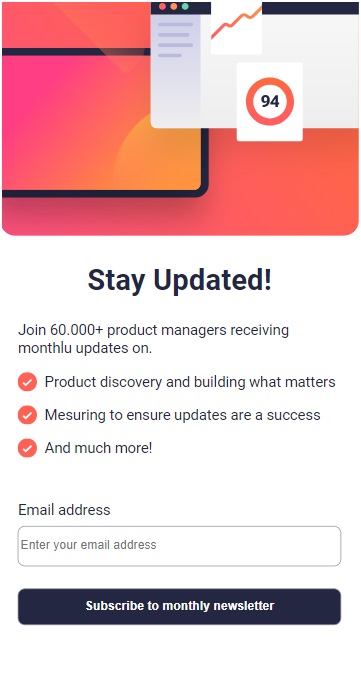 94
Stay Updated!
Join 60.000+ product managers receiving
monthlu updates on.
Product discovery and building what matters
Mesuring to ensure updates are a success
And much more!
Email address
Enter your email address
Subscribe to monthly newsletter